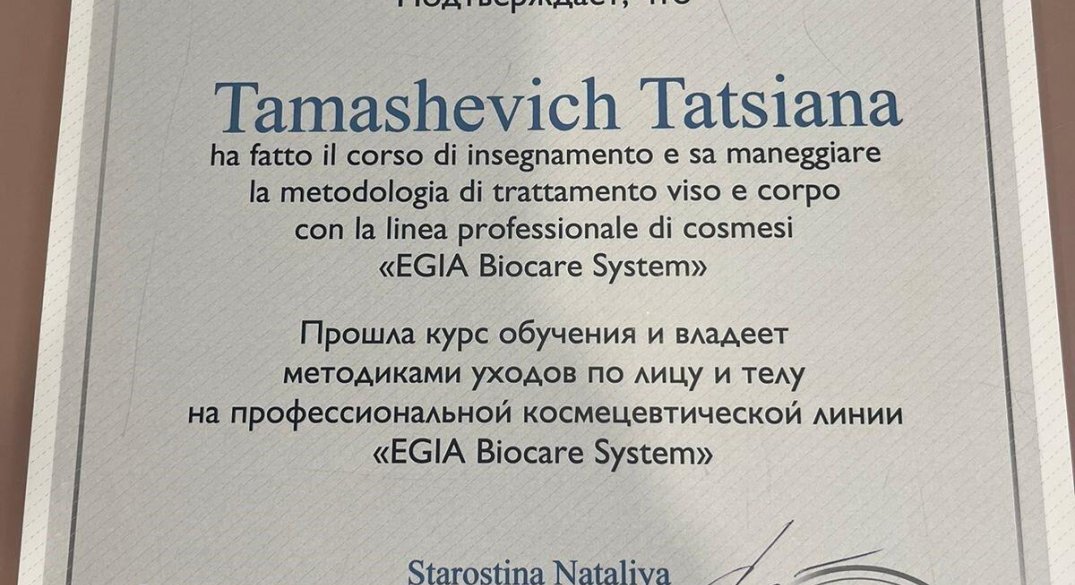 Подтверждает, что
Tamashevich Tatsiana
ha fatto il corso di insegnamento e sa maneggiare
la metodologia di trattamento viso e corpo
con la linea professionale di cosmesi
«EGIA Biocare System»
Прошла курс обучения и владеет
методиками уходов по лицу и телу
на профессиональной космецевтической линии
«EGIA Biocare System»
Starostina Nataliya